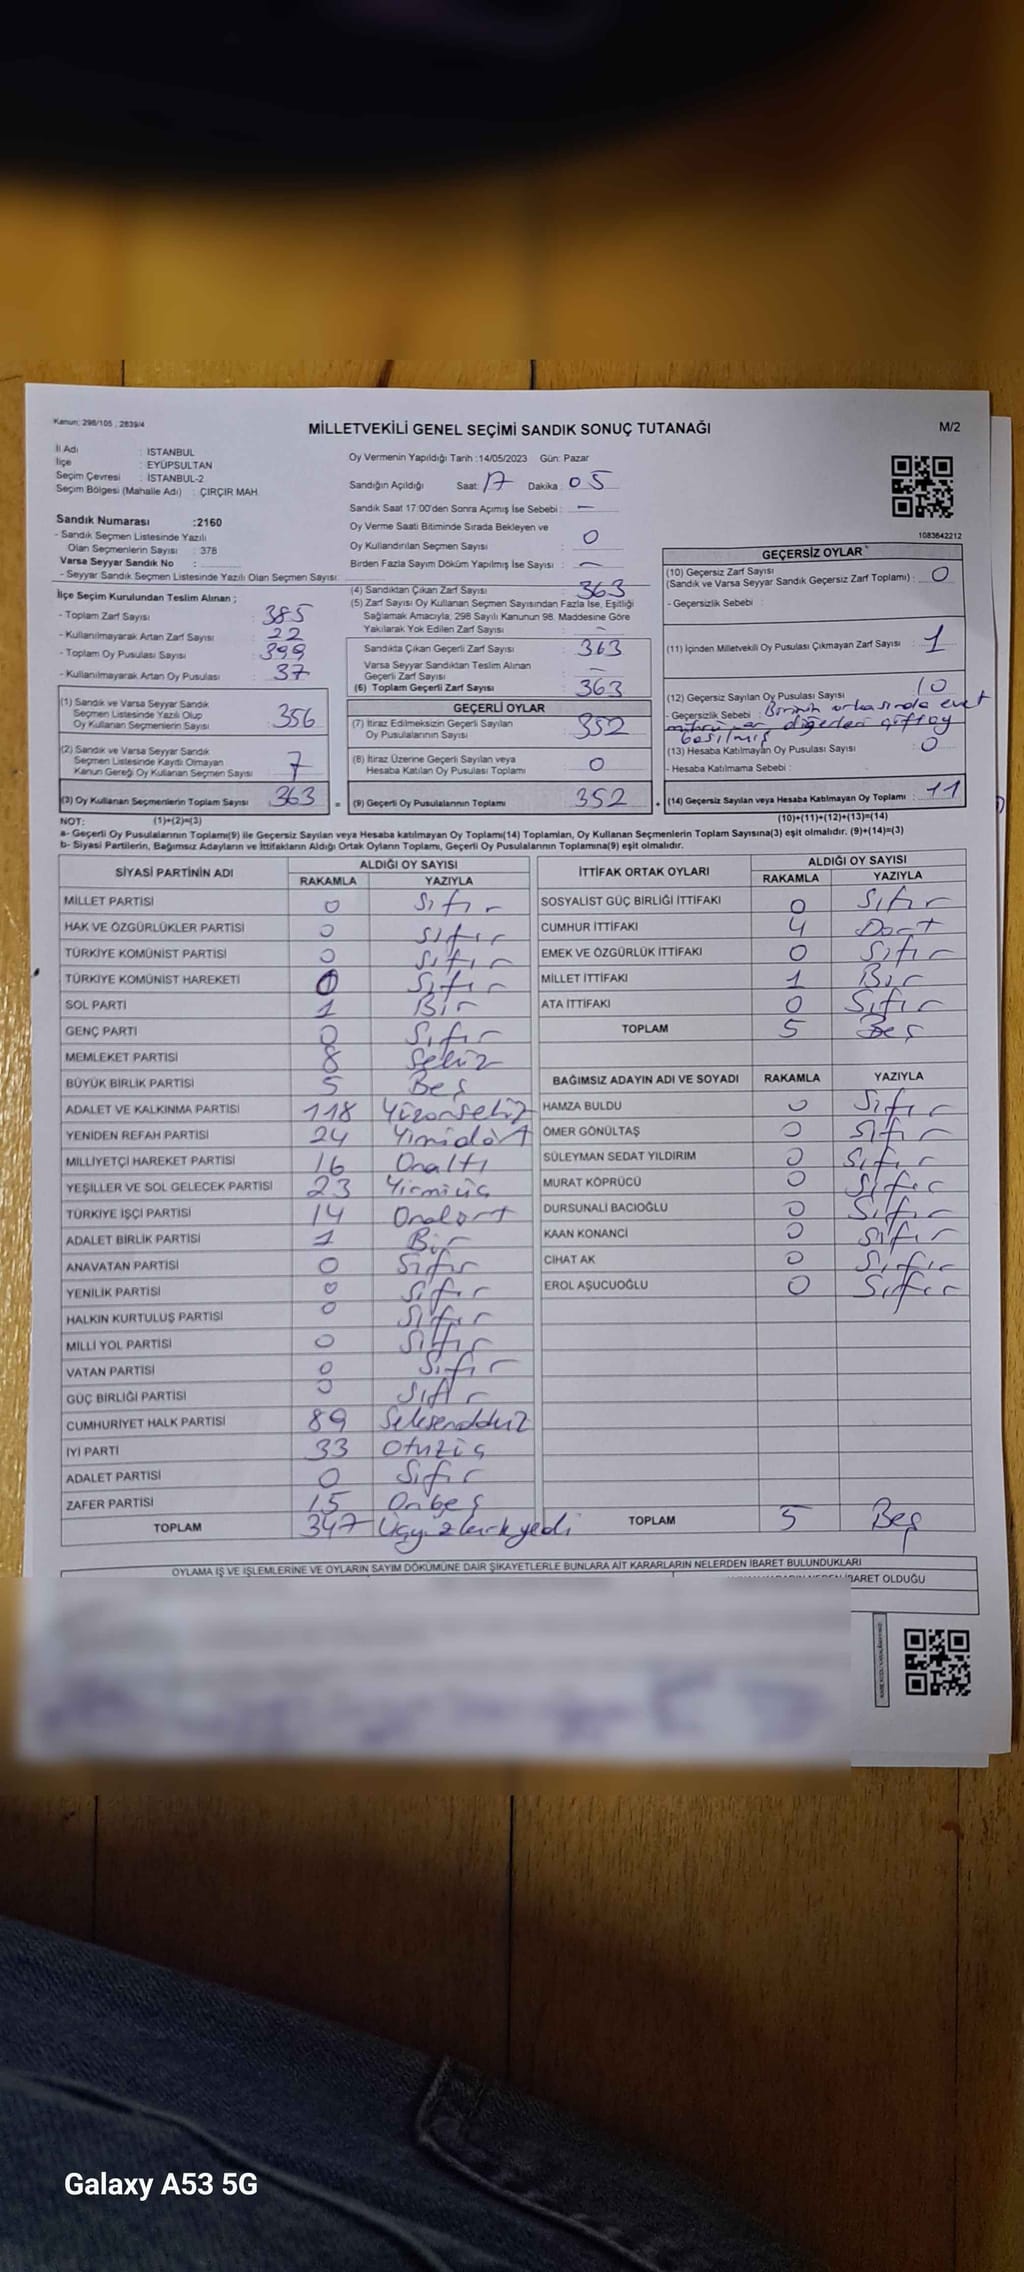 Kanun: 298/105 , 2839/4
MİLLETVEKİLİ GENEL SEÇİMİ SANDIK SONUÇ TUTANAĞI
M/2
İl Adı : İSTANBUL
İlçe : EYÜPSULTAN
Seçim Çevresi : İSTANBUL-2
Seçim Bölgesi (Mahalle Adı) : ÇIRÇIR MAH.
Sandık Numarası :2160
- Sandık Seçmen Listesinde Yazılı
Olan Seçmenlerin Sayısı : 378
Varsa Seyyar Sandık No :
- Seyyar Sandık Seçmen Listesinde Yazılı Olan Seçmen Sayısı :
İlçe Seçim Kurulundan Teslim Alınan ;
- Toplam Zarf Sayısı : 385
- Kullanılmayarak Artan Zarf Sayısı : 22
- Toplam Oy Pusulası Sayısı : 399
- Kullanılmayarak Artan Oy Pusulası : 37
(1) Sandık ve Varsa Seyyar Sandık
Seçmen Listesinde Yazılı Olup
Oy Kullanan Seçmenlerin Sayısı : 356
(2) Sandık ve Varsa Seyyar Sandık
Seçmen Listesinde Kayıtlı Olmayan
Kanun Gereği Oy Kullanan Seçmen Sayısı : 7
(3) Oy Kullanan Seçmenlerin Toplam Sayısı : 363
Oy Vermenin Yapıldığı Tarih :14/05/2023 Gün: Pazar
Sandığın Açıldığı Saat: 17 Dakika : 05
Sandık Saat 17:00'den Sonra Açımış İse Sebebi : -
Oy Verme Saati Bitiminde Sırada Bekleyen ve
Oy Kullandırılan Seçmen Sayısı : 0
Birden Fazla Sayım Döküm Yapılmış İse Sayısı : -
(4) Sandıktan Çıkan Zarf Sayısı : 363
(5) Zarf Sayısı Oy Kullanan Seçmen Sayısından Fazla İse, Eşitliği
Sağlamak Amacıyla, 298 Sayılı Kanunun 98. Maddesine Göre
Yakılarak Yok Edilen Zarf Sayısı : -
Sandıkta Çıkan Geçerli Zarf Sayısı : 363
Varsa Seyyar Sandıktan Teslim Alınan
Geçerli Zarf Sayısı : -
(6) Toplam Geçerli Zarf Sayısı : 363
GEÇERLİ OYLAR
(7) İtiraz Edilmeksizin Geçerli Sayılan
Oy Pusulalarının Sayısı : 352
(8) İtiraz Üzerine Geçerli Sayılan veya
Hesaba Katılan Oy Pusulası Toplamı : 0
= (9) Geçerli Oy Pusulalarının Toplamı : 352
1083642212
GEÇERSİZ OYLAR
(10) Geçersiz Zarf Sayısı
(Sandık ve Varsa Seyyar Sandık Geçersiz Zarf Toplamı) : 0
- Geçersizlik Sebebi :
(11) İçinden Milletvekili Oy Pusulası Çıkmayan Zarf Sayısı : 1
(12) Geçersiz Sayılan Oy Pusulası Sayısı : 10
- Geçersizlik Sebebi : Birinin arkasında evet
mührü var diğerleri çift oy
basılmış
(13) Hesaba Katılmayan Oy Pusulası Sayısı : 0
- Hesaba Katılmama Sebebi :
(14) Geçersiz Sayılan veya Hesaba Katılmayan Oy Toplamı : 11
NOT: (1)+(2)=(3)
(10)+(11)+(12)+(13)=(14)
a- Geçerli Oy Pusulalarının Toplamı(9) ile Geçersiz Sayılan veya Hesaba katılmayan Oy Toplamı(14) Toplamları, Oy Kullanan Seçmenlerin Toplam Sayısına(3) eşit olmalıdır. (9)+(14)=(3)
b- Siyasi Partilerin, Bağımsız Adayların ve İttifakların Aldığı Ortak Oyların Toplamı, Geçerli Oy Pusulalarının Toplamına(9) eşit olmalıdır.
SİYASİ PARTİNİN ADI ALDIĞI OY SAYISI
RAKAMLA YAZIYLA
MİLLET PARTİSİ 0 Sıfır
HAK VE ÖZGÜRLÜKLER PARTİSİ 0 Sıfır
TÜRKİYE KOMÜNİST PARTİSİ 0 Sıfır
TÜRKİYE KOMÜNİST HAREKETİ 0 Sıfır
SOL PARTİ 1 Bir
GENÇ PARTİ 0 Sıfır
MEMLEKET PARTİSİ 8 Sekiz
BÜYÜK BİRLİK PARTİSİ 5 Beş
ADALET VE KALKINMA PARTİSİ 118 Yüzonsekiz
YENİDEN REFAH PARTİSİ 24 Yirmidört
MİLLİYETÇİ HAREKET PARTİSİ 16 Onaltı
YEŞİLLER VE SOL GELECEK PARTİSİ 23 Yirmiüç
TÜRKİYE İŞÇİ PARTİSİ 14 Ondört
ADALET BİRLİK PARTİSİ 1 Bir
ANAVATAN PARTİSİ 0 Sıfır
YENİLİK PARTİSİ 0 Sıfır
HALKIN KURTULUŞ PARTİSİ 0 Sıfır
MİLLİ YOL PARTİSİ 0 Sıfır
VATAN PARTİSİ 0 Sıfır
GÜÇ BİRLİĞİ PARTİSİ 0 Sıfır
CUMHURİYET HALK PARTİSİ 89 Seksendokuz
İYİ PARTİ 33 Otuzüç
ADALET PARTİSİ 0 Sıfır
ZAFER PARTİSİ 15 Onbeş
TOPLAM 347 Üçyüzkırkyedi
İTTİFAK ORTAK OYLARI ALDIĞI OY SAYISI
RAKAMLA YAZIYLA
SOSYALİST GÜÇ BİRLİĞİ İTTİFAKI 0 Sıfır
CUMHUR İTTİFAKI 4 Dört
EMEK VE ÖZGÜRLÜK İTTİFAKI 0 Sıfır
MİLLET İTTİFAKI 1 Bir
ATA İTTİFAKI 0 Sıfır
TOPLAM 5 Beş
BAĞIMSIZ ADAYIN ADI VE SOYADI RAKAMLA YAZIYLA
HAMZA BULDU 0 Sıfır
ÖMER GÖNÜLTAŞ 0 Sıfır
SÜLEYMAN SEDAT YILDIRIM 0 Sıfır
MURAT KÖPRÜCÜ 0 Sıfır
DURSUNALİ BACIOĞLU 0 Sıfır
KAAN KONANCİ 0 Sıfır
CİHAT AK 0 Sıfır
EROL AŞUCUOĞLU 0 Sıfır
TOPLAM 5 Beş
OYLAMA İŞ VE İŞLEMLERİNE VE OYLARIN SAYIM DÖKÜMÜNE DAİR ŞİKAYETLERLE BUNLARA AİT KARARLARIN NELERDEN İBARET BULUNDUKLARI
İBARET OLDUĞU
Galaxy A53 5G